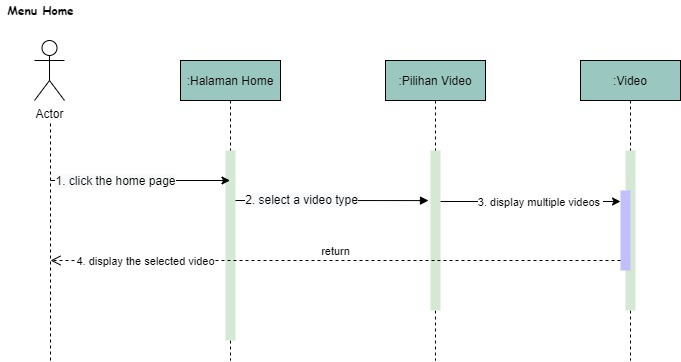 Menu Home
Actor
:Halaman Home
:Pilihan Video
:Video
1. click the home page
2. select a video type
3. display multiple videos
return
4. display the selected video